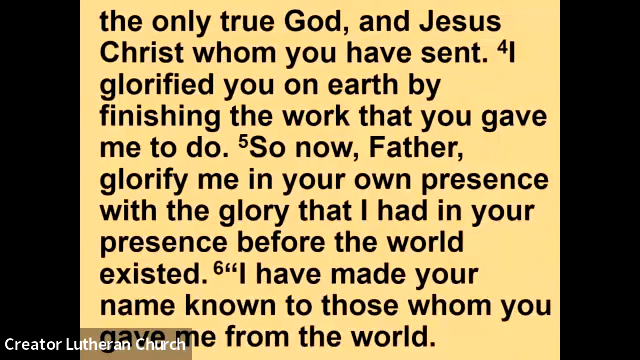 the only true God, and Jesus
Christ whom you have sent. ⁴I
glorified you on earth by
finishing the work that you gave
me to do. ⁵So now, Father,
glorify me in your own presence
with the glory that I had in your
presence before the world
existed. ⁶“I have made your
name known to those whom you
gave me from the world.
Creator Lutheran Church